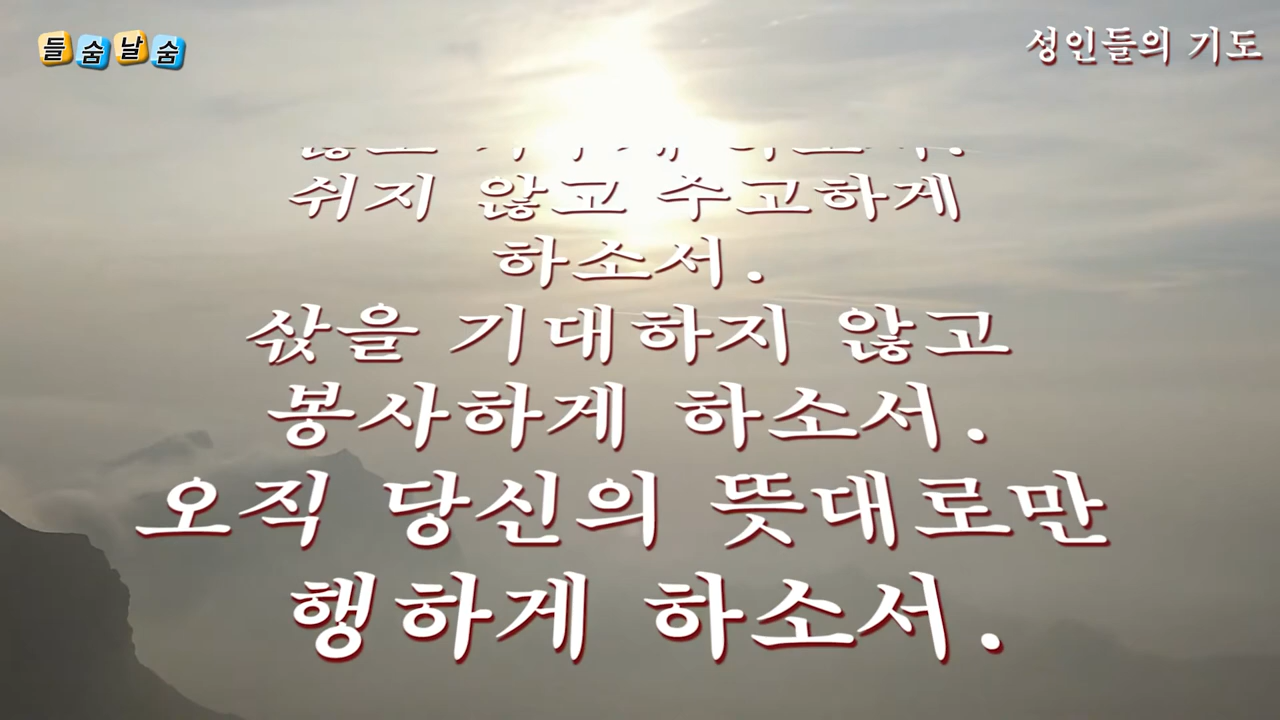 들숨날숨
성인들의 기도
쉬지 않고 수고하게
하소서.
삯을 기대하지 않고
봉사하게 하소서.
오직 당신의 뜻대로만
행하게 하소서.